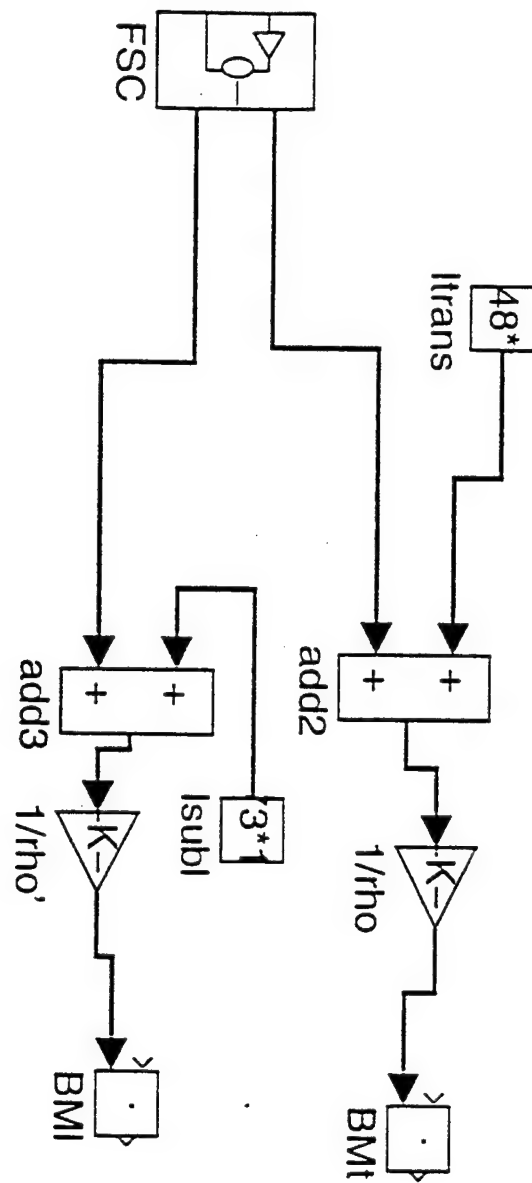 48*
Itrans
+
+
add2
-K-
1/rho
BMt
FSC
3*1
Isubl
+
+
add3
-K-
1/rho'
BMl